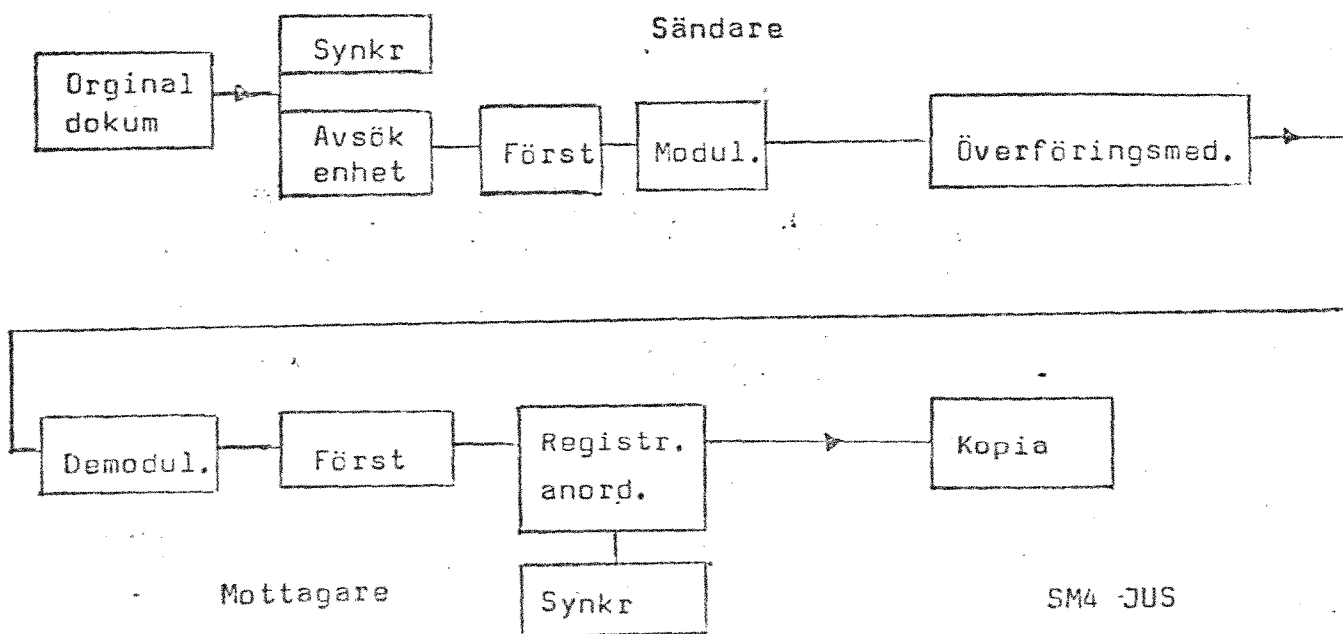 Sändare
Synkr
Orginal
dokum
Avsök
enhet
Först
Modul.
Överföringsmed.
Demodul.
Först
Registr.
anord.
Kopia
Mottagare
Synkr
SM4 JUS